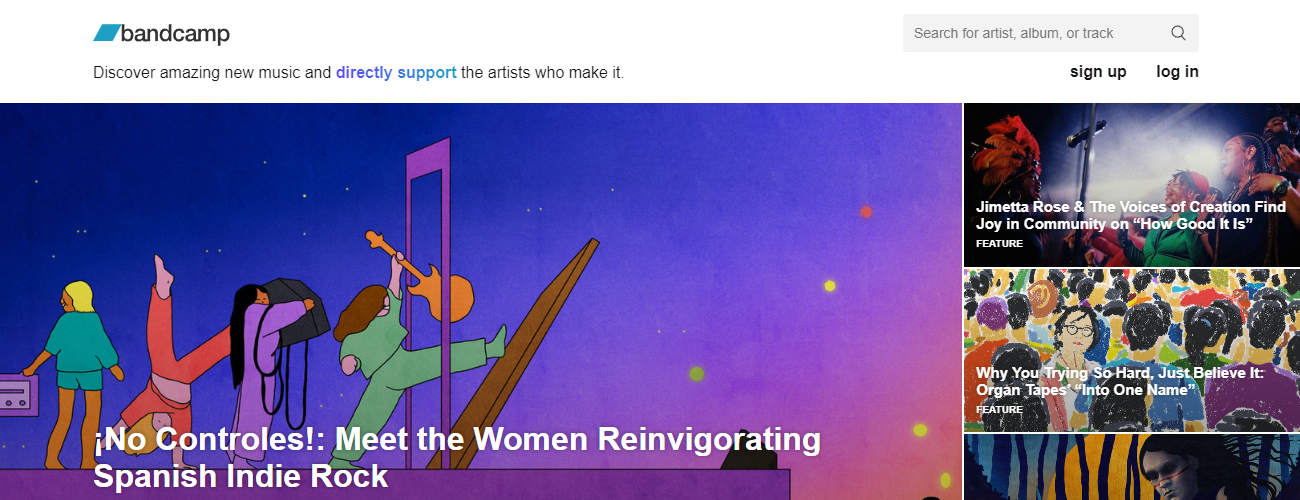 bandcamp
Search for artist, album, or track
Discover amazing new music and directly support the artists who make it.
sign up
log in
¡No Controles!: Meet the Women Reinvigorating
Spanish Indie Rock
Jimetta Rose & The Voices of Creation Find
Joy in Community on “How Good It Is”
FEATURE
Why You Trying So Hard, Just Believe It:
Organ Tapes’ “Into One Name”
FEATURE